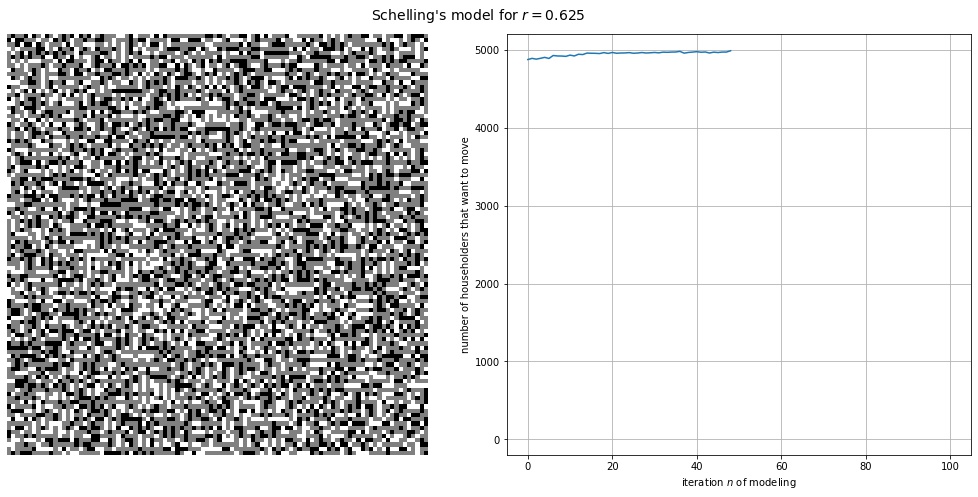 Schelling's model for r = 0.625
number of householders that want to move
5000
4000
3000
2000
1000
0
0 20 40 60 80 100
iteration n of modeling